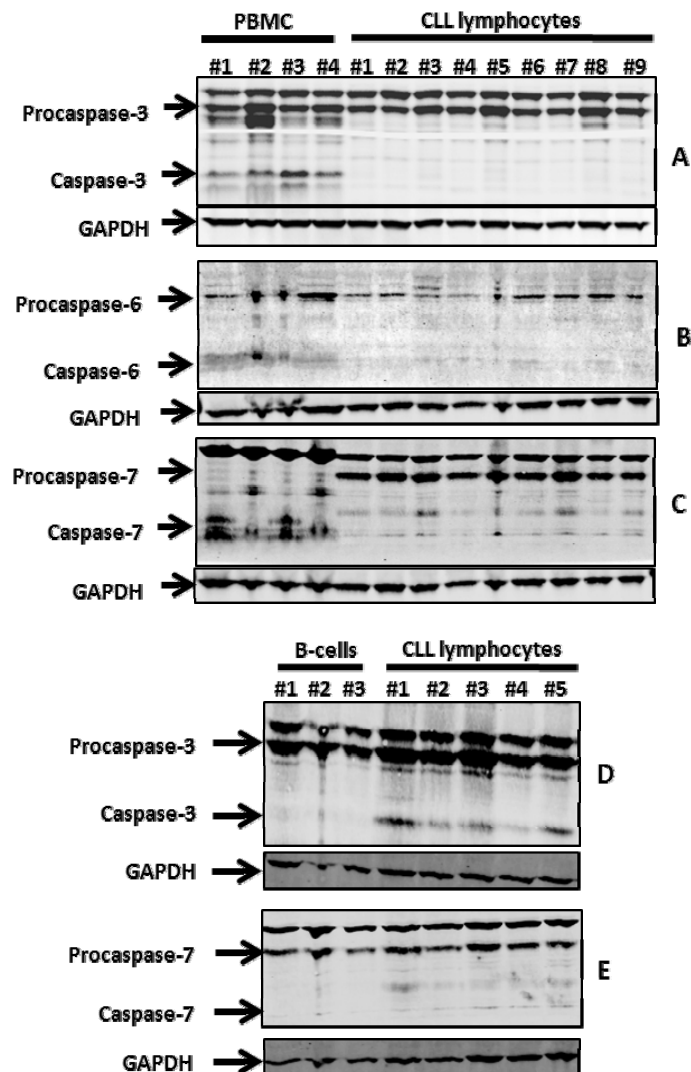 PBMC CLL lymphocytes
#1 #2 #3 #4 #1 #2 #3 #4 #5 #6 #7 #8 #9
Procaspase-3
Caspase-3
A
GAPDH
Procaspase-6
Caspase-6
B
GAPDH
Procaspase-7
Caspase-7
C
GAPDH
B-cells CLL lymphocytes
#1 #2 #3 #1 #2 #3 #4 #5
Procaspase-3
Caspase-3
D
GAPDH
Procaspase-7
E
Caspase-7
GAPDH